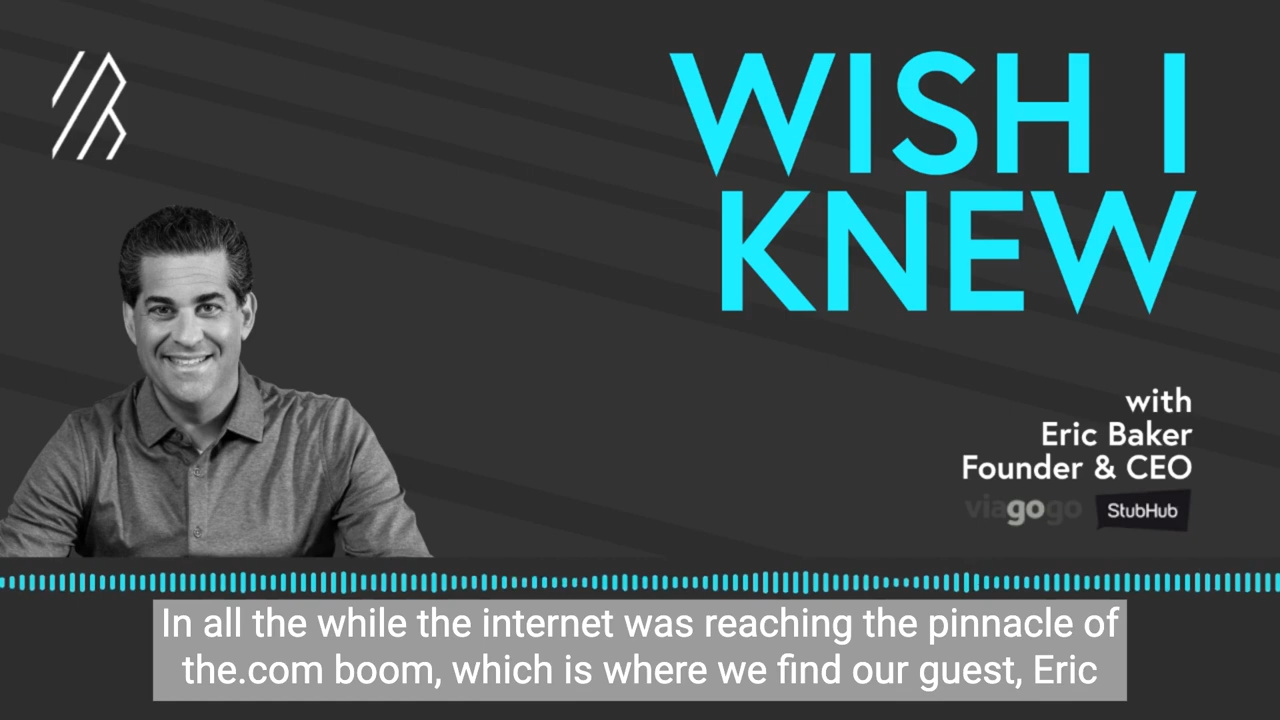 WISH I
KNEW
with
Eric Baker
Founder & CEO
viagogo StubHub
In all the while the internet was reaching the pinnacle of
the.com boom, which is where we find our guest, Eric